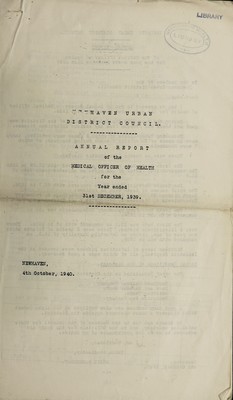 LIBRARY
HAVEN URBAN
DISTRICT COUNCIL.
ANNUAL REPORT
of the
MEDICAL OFFICER OF HEALTH
for the
Year ended
31st DECEMBER, 1939.
NEWHAVEN,
4th October, 1940.